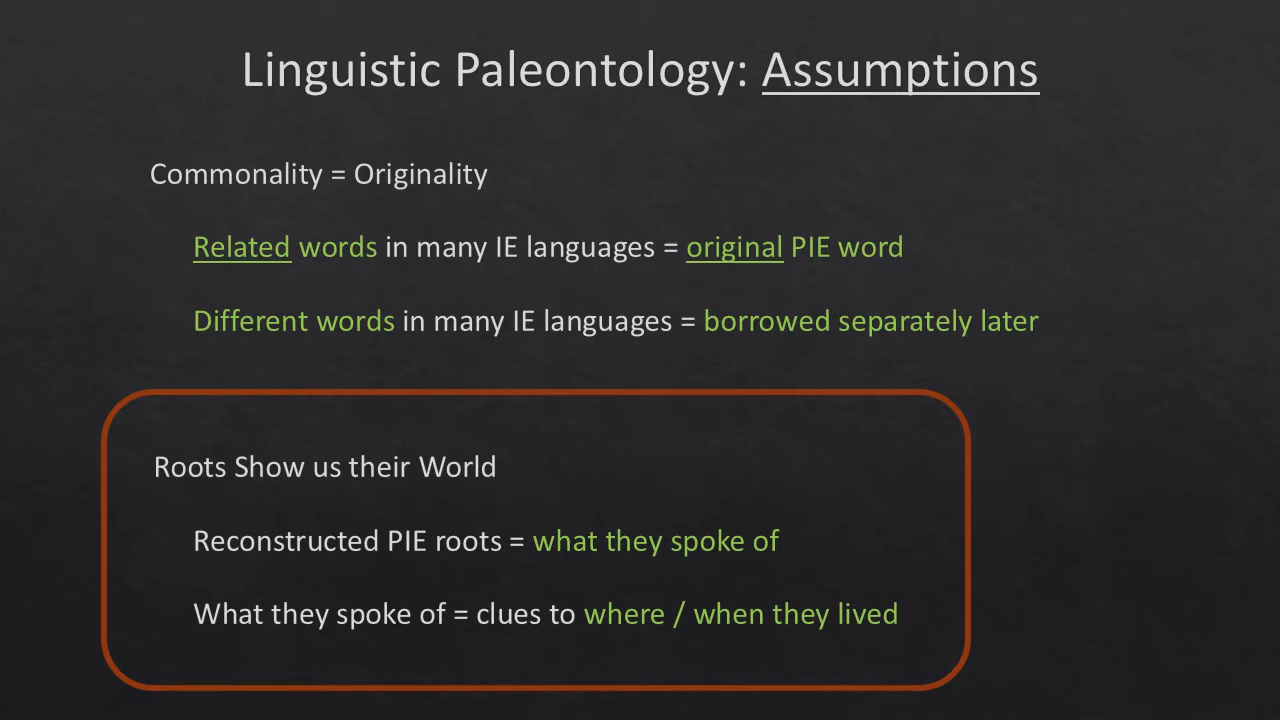 Linguistic Paleontology: Assumptions
Commonality = Originality
Related words in many IE languages = original PIE word
Different words in many IE languages = borrowed separately later
Roots Show us their World
Reconstructed PIE roots = what they spoke of
What they spoke of = clues to where / when they lived